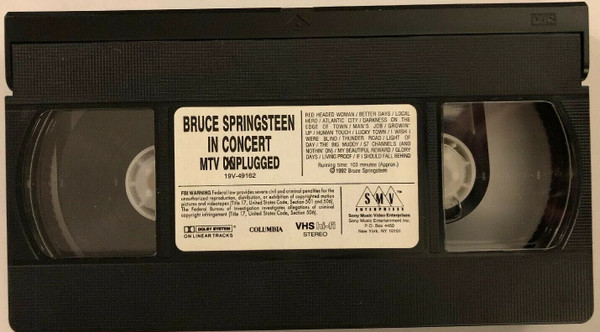 VHS
BRUCE SPRINGSTEEN
IN CONCERT
MTV UNPLUGGED
19V-49162
RED HEADED WOMAN / BETTER DAYS / LOCAL
HERO / ATLANTIC CITY / DARKNESS ON THE
EDGE OF TOWN / MAN'S JOB / GROWIN'
UP / HUMAN TOUCH / LUCKY TOWN / I WISH I
WERE BLIND / THUNDER ROAD / LIGHT OF
DAY / THE BIG MUDDY / 57 CHANNELS (AND
NOTHIN' ON) / MY BEAUTIFUL REWARD / GLORY
DAYS / LIVING PROOF / IF I SHOULD FALL BEHIND
Running time: 103 minutes (Approx.)
© 1992 Bruce Springsteen
FBI WARNING: Federal law provides severe civil and criminal penalties for the
unauthorized reproduction, distribution, or exhibition of copyrighted motion
pictures and videotapes (Title 17, United States Code, Section 501 and 506).
The Federal Bureau of Investigation investigates allegations of criminal
copyright infringement (Title 17, United States Code, Section 506).
DOLBY SYSTEM
ON LINEAR TRACKS
COLUMBIA
VHS hi-fi
STEREO
SMV
ENTERPRISES
Sony Music Video Enterprises
Sony Music Entertainment Inc.
P.O. Box 4450
New York, NY 10101